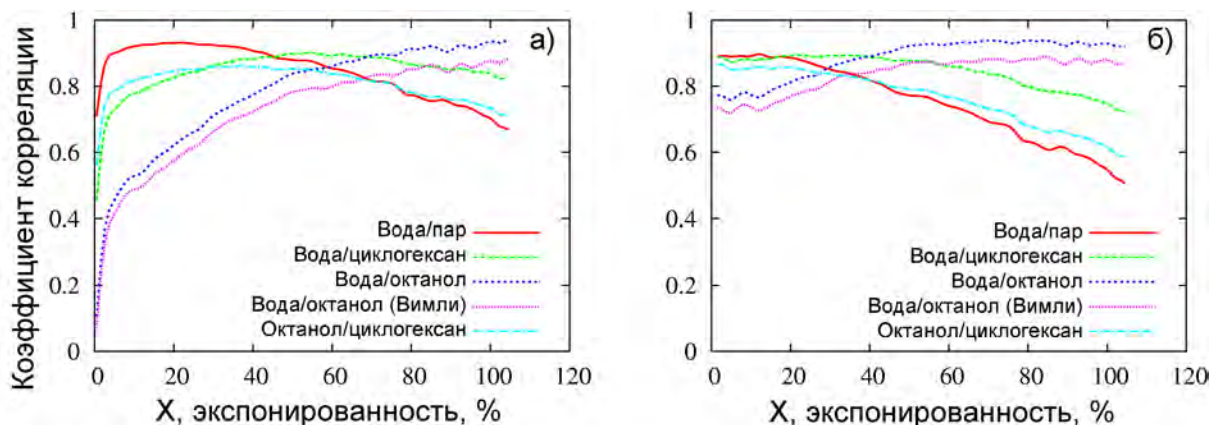 Коэффициент корреляции
1
0.8
0.6
0.4
0.2
0
а)
Вода/пар
Вода/циклогексан
Вода/октанол
Вода/октанол (Вимли)
Октанол/циклогексан
0 20 40 60 80 100 120
X, экспонированность, %
1
0.8
0.6
0.4
0.2
0
б)
Вода/пар
Вода/циклогексан
Вода/октанол
Вода/октанол (Вимли)
Октанол/циклогексан
0 20 40 60 80 100 120
X, экспонированность, %